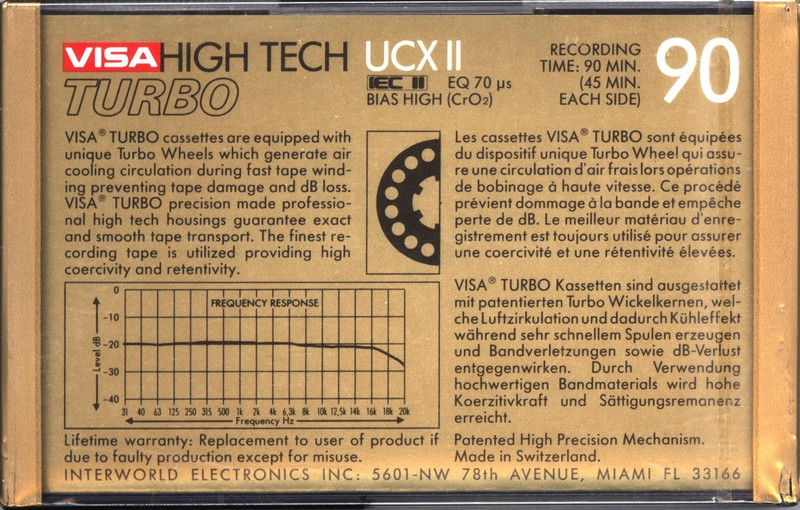 VISA HIGH TECH UCX II
TURBO
IEC II EQ 70 µs
BIAS HIGH (CrO2)
RECORDING
TIME: 90 MIN.
(45 MIN.
EACH SIDE)
90
VISA® TURBO cassettes are equipped with
unique Turbo Wheels which generate air
cooling circulation during fast tape wind-
ing preventing tape damage and dB loss.
VISA® TURBO precision made professio-
nal high tech housings guarantee exact
and smooth tape transport. The finest re-
cording tape is utilized providing high
coercivity and retentivity.
Les cassettes VISA® TURBO sont équipées
du dispositif unique Turbo Wheel qui assu-
re une circulation d'air frais lors opérations
de bobinage à haute vitesse. Ce procédé
prévient dommage à la bande et empêche
perte de dB. Le meilleur matériau d'enre-
gistrement est toujours utilisé pour assurer
une coercivité et une rétentivité élevées.
VISA® TURBO Kassetten sind ausgestattet
mit patentierten Turbo Wickelkernen, wel-
che Luftzirkulation und dadurch Kühleffekt
während sehr schnellem Spulen erzeugen
und Bandverletzungen sowie dB-Verlust
entgegenwirken. Durch Verwendung
hochwertigen Bandmaterials wird hohe
Koerzitivkraft und Sättigungsremanenz
erreicht.
FREQUENCY RESPONSE
Level dB
0
-10
-20
-30
-40
31 40 63 125 250 315 500 1k 2k 4k 6,3k 8k 10k 12,5k 14k 16k 18k 20k
Frequency Hz
Lifetime warranty: Replacement to user of product if
due to faulty production except for misuse.
Patented High Precision Mechanism.
Made in Switzerland.
INTERWORLD ELECTRONICS INC: 5601-NW 78th AVENUE, MIAMI FL 33166